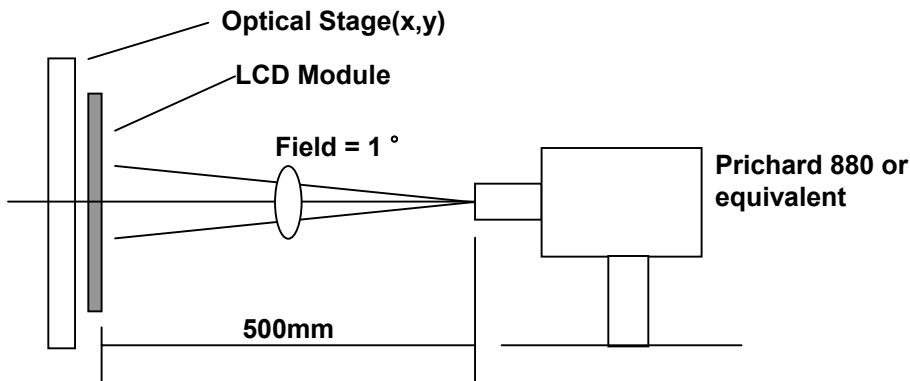 Optical Stage(x,y)
LCD Module
Field = 1 °
Prichard 880 or
equivalent
500mm